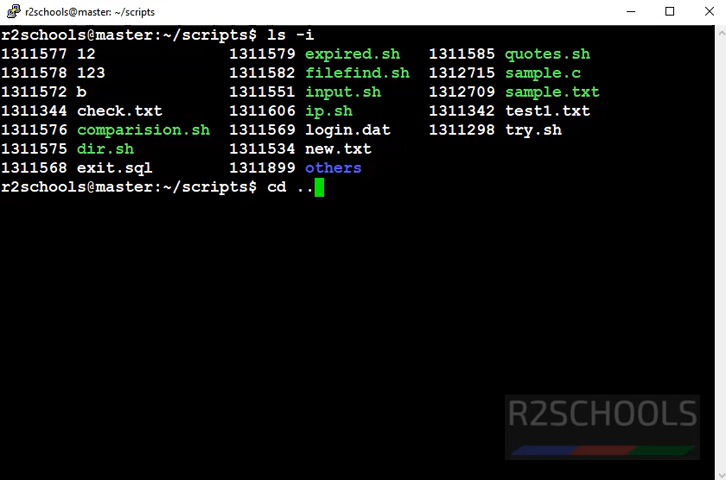 r2schools@master: ~/scripts
r2schools@master:~/scripts$ ls -i
1311577 12 1311579 expired.sh 1311585 quotes.sh
1311578 123 1311582 filefind.sh 1312715 sample.c
1311572 b 1311551 input.sh 1312709 sample.txt
1311344 check.txt 1311606 ip.sh 1311342 test1.txt
1311576 comparision.sh 1311569 login.dat 1311298 try.sh
1311575 dir.sh 1311534 new.txt
1311568 exit.sql 1311899 others
r2schools@master:~/scripts$ cd ..
R2SCHOOLS